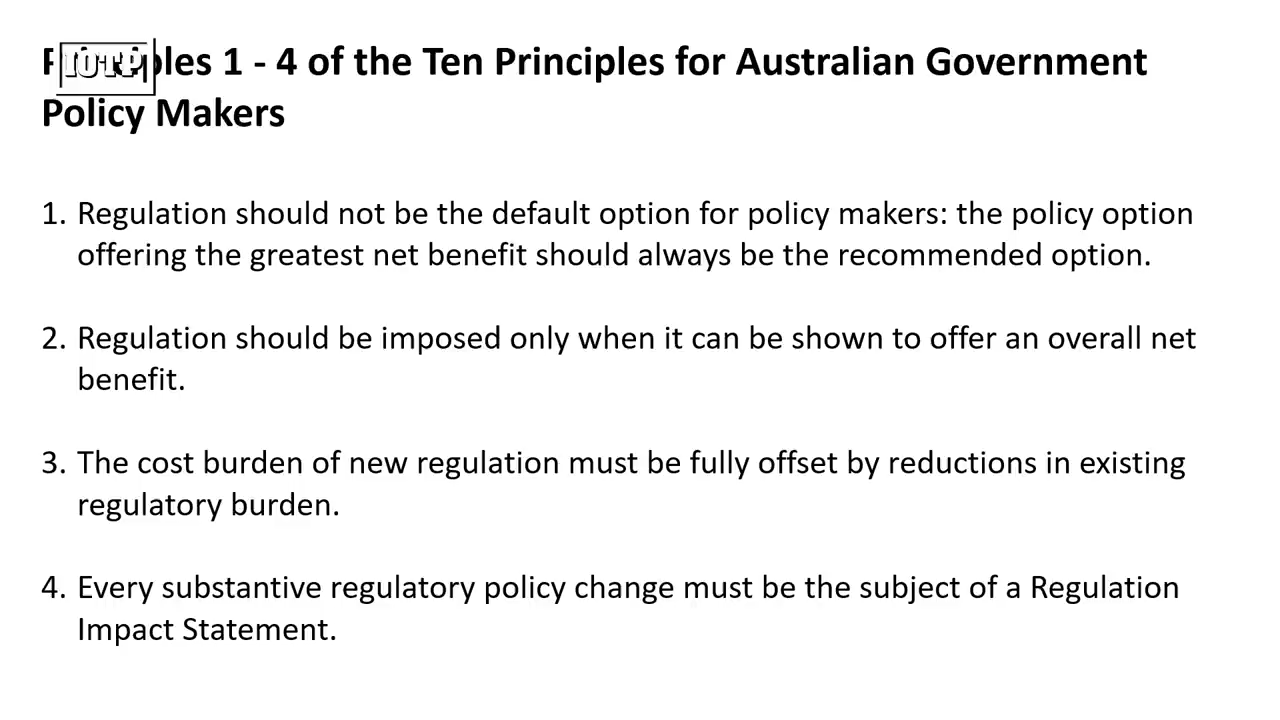 Principles 1 - 4 of the Ten Principles for Australian Government
Policy Makers
1. Regulation should not be the default option for policy makers: the policy option
offering the greatest net benefit should always be the recommended option.
2. Regulation should be imposed only when it can be shown to offer an overall net
benefit.
3. The cost burden of new regulation must be fully offset by reductions in existing
regulatory burden.
4. Every substantive regulatory policy change must be the subject of a Regulation
Impact Statement.